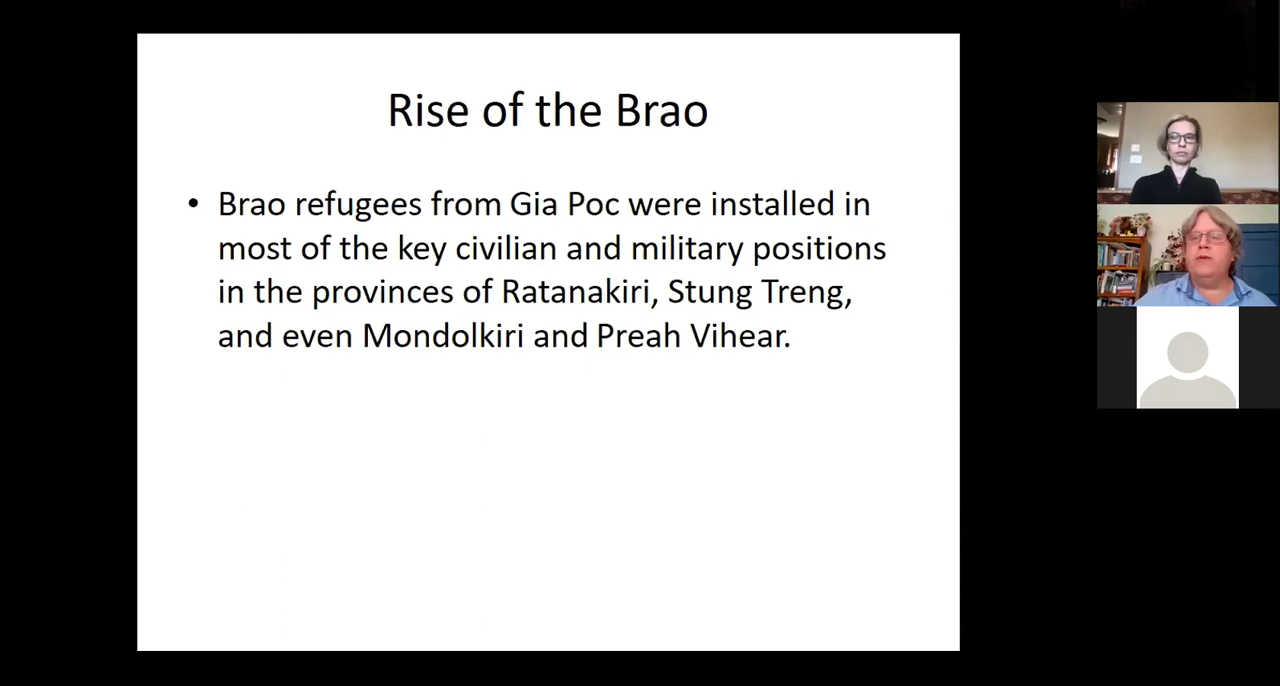 Rise of the Brao
• Brao refugees from Gia Poc were installed in
most of the key civilian and military positions
in the provinces of Ratanakiri, Stung Treng,
and even Mondolkiri and Preah Vihear.